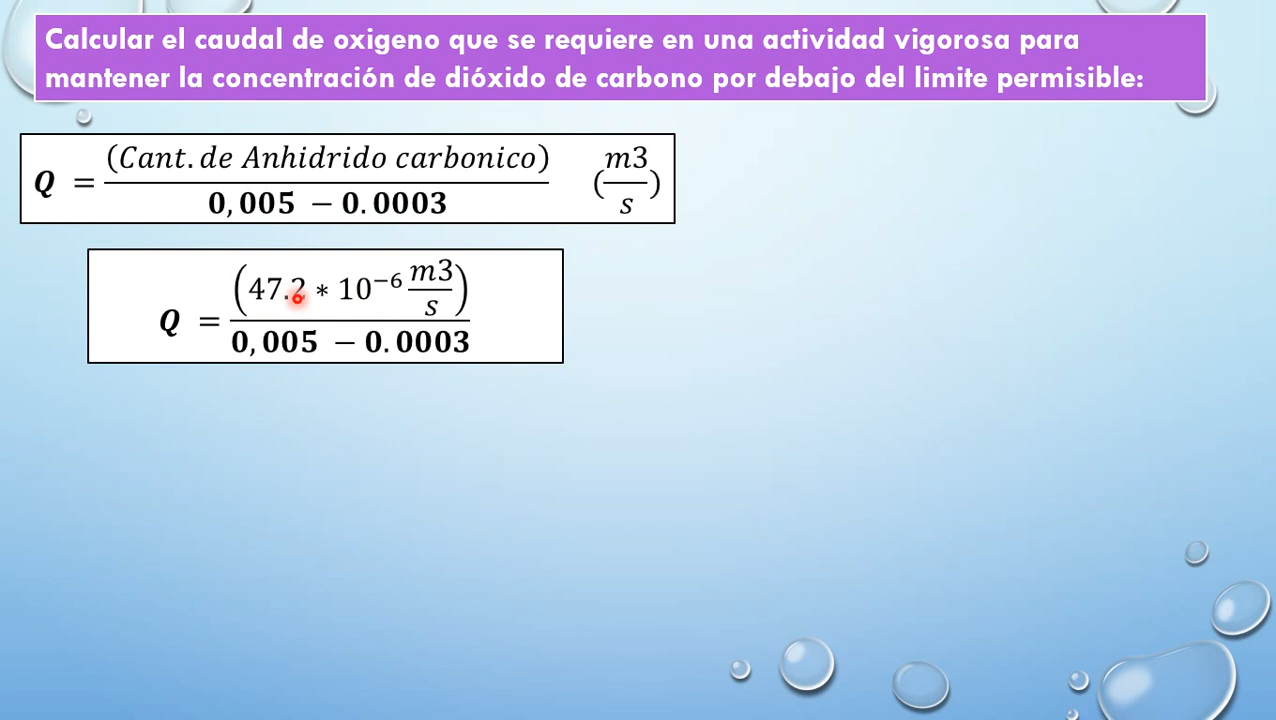 Calcular el caudal de oxigeno que se requiere en una actividad vigorosa para
mantener la concentración de dióxido de carbono por debajo del limite permisible:
Q = (Cant. de Anhidrido carbonico) / 0,005 − 0.0003 (m3/s)
Q = (47.2 ∗ 10⁻⁶ m3/s) / 0,005 − 0.0003